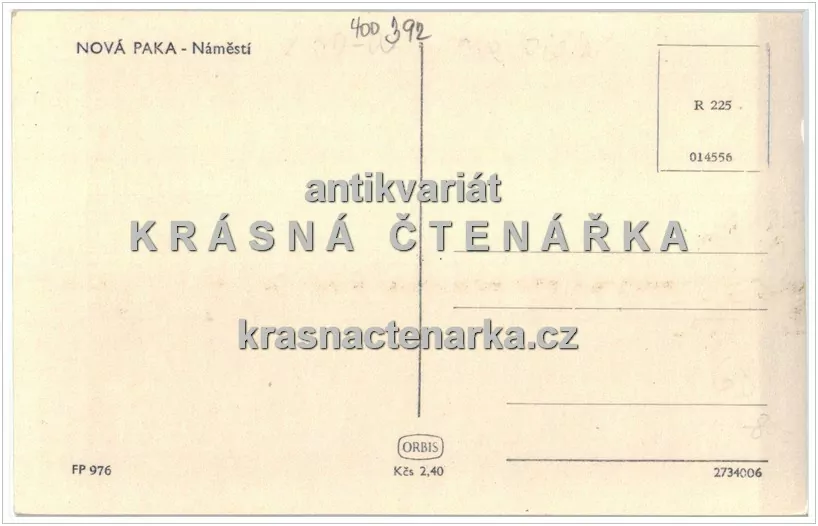 400 392
NOVÁ PAKA - Náměstí
R 225
014556
antikvariát
KRÁSNÁ ČTENÁŘKA
krasnactenarka.cz
ORBIS
FP 976
Kčs 2,40
2734006
-8-